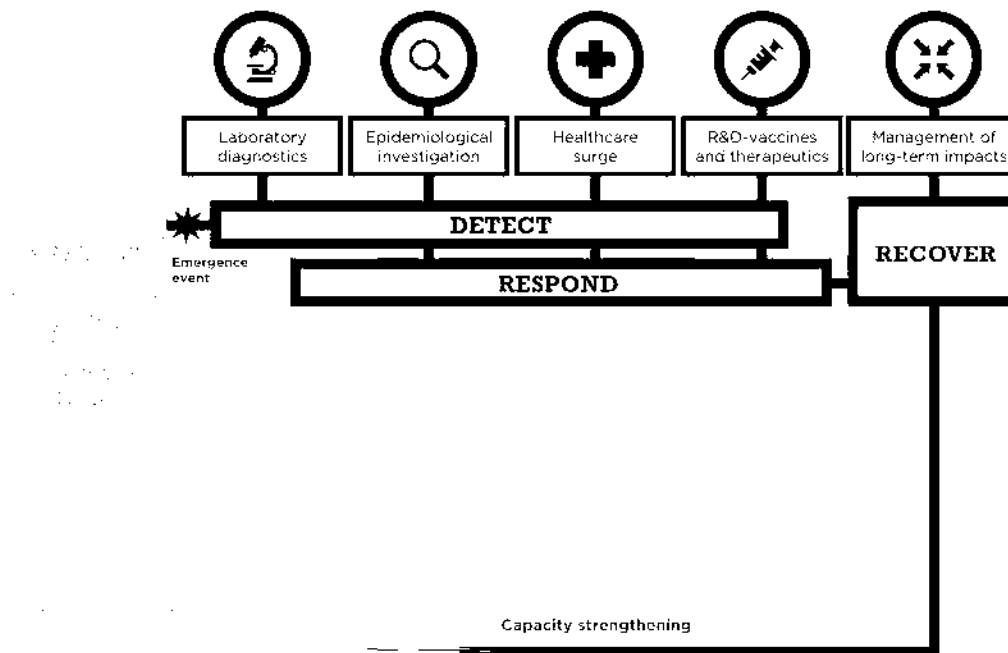 Laboratory
diagnostics
Epidemiological
investigation
Healthcare
surge
R&D-vaccines
and therapeutics
Management of
long-term impacts
DETECT
RECOVER
Emergence
event
RESPOND
Capacity strengthening